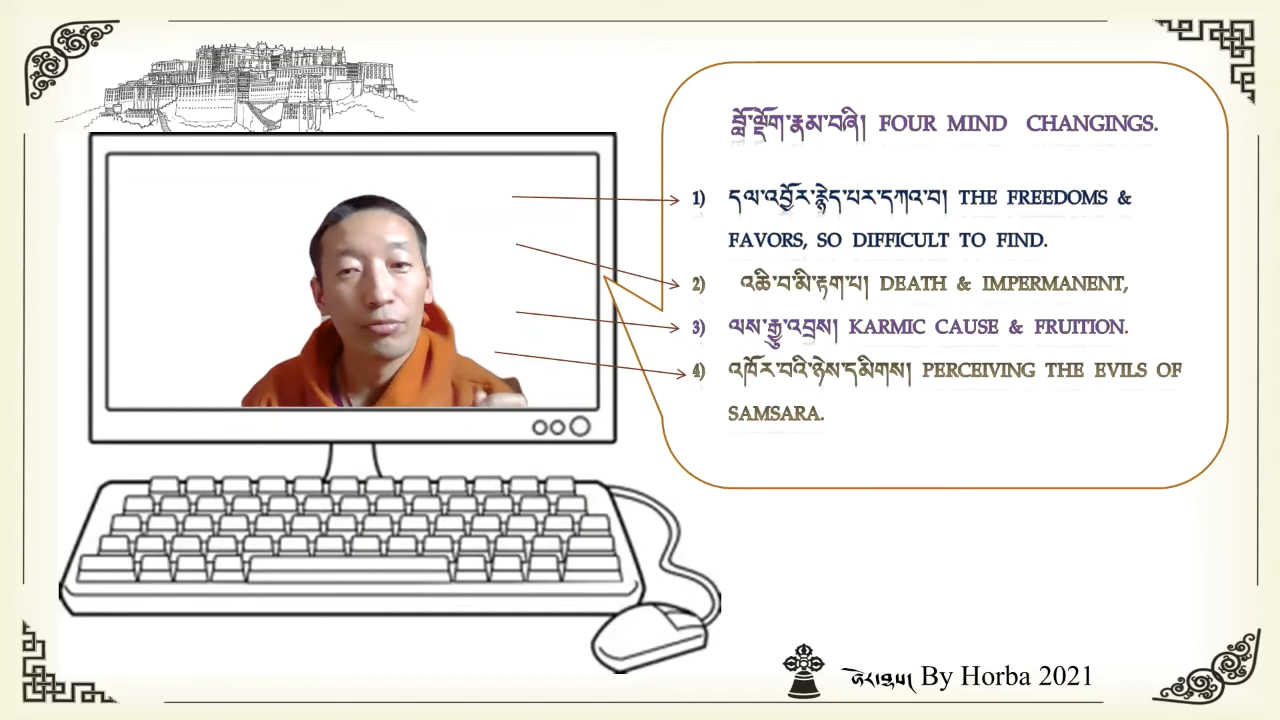 བློ་ལྡོག་རྣམ་བཞི། FOUR MIND CHANGINGS.
1) དལ་འབྱོར་རྙེད་པར་དཀའ་བ། THE FREEDOMS &
FAVORS, SO DIFFICULT TO FIND.
2) འཆི་བ་མི་རྟག་པ། DEATH & IMPERMANENT,
3) ལས་རྒྱུ་འབྲས། KARMIC CAUSE & FRUITION.
4) འཁོར་བའི་ཉེས་དམིགས། PERCEIVING THE EVILS OF
SAMSARA.
By Horba 2021